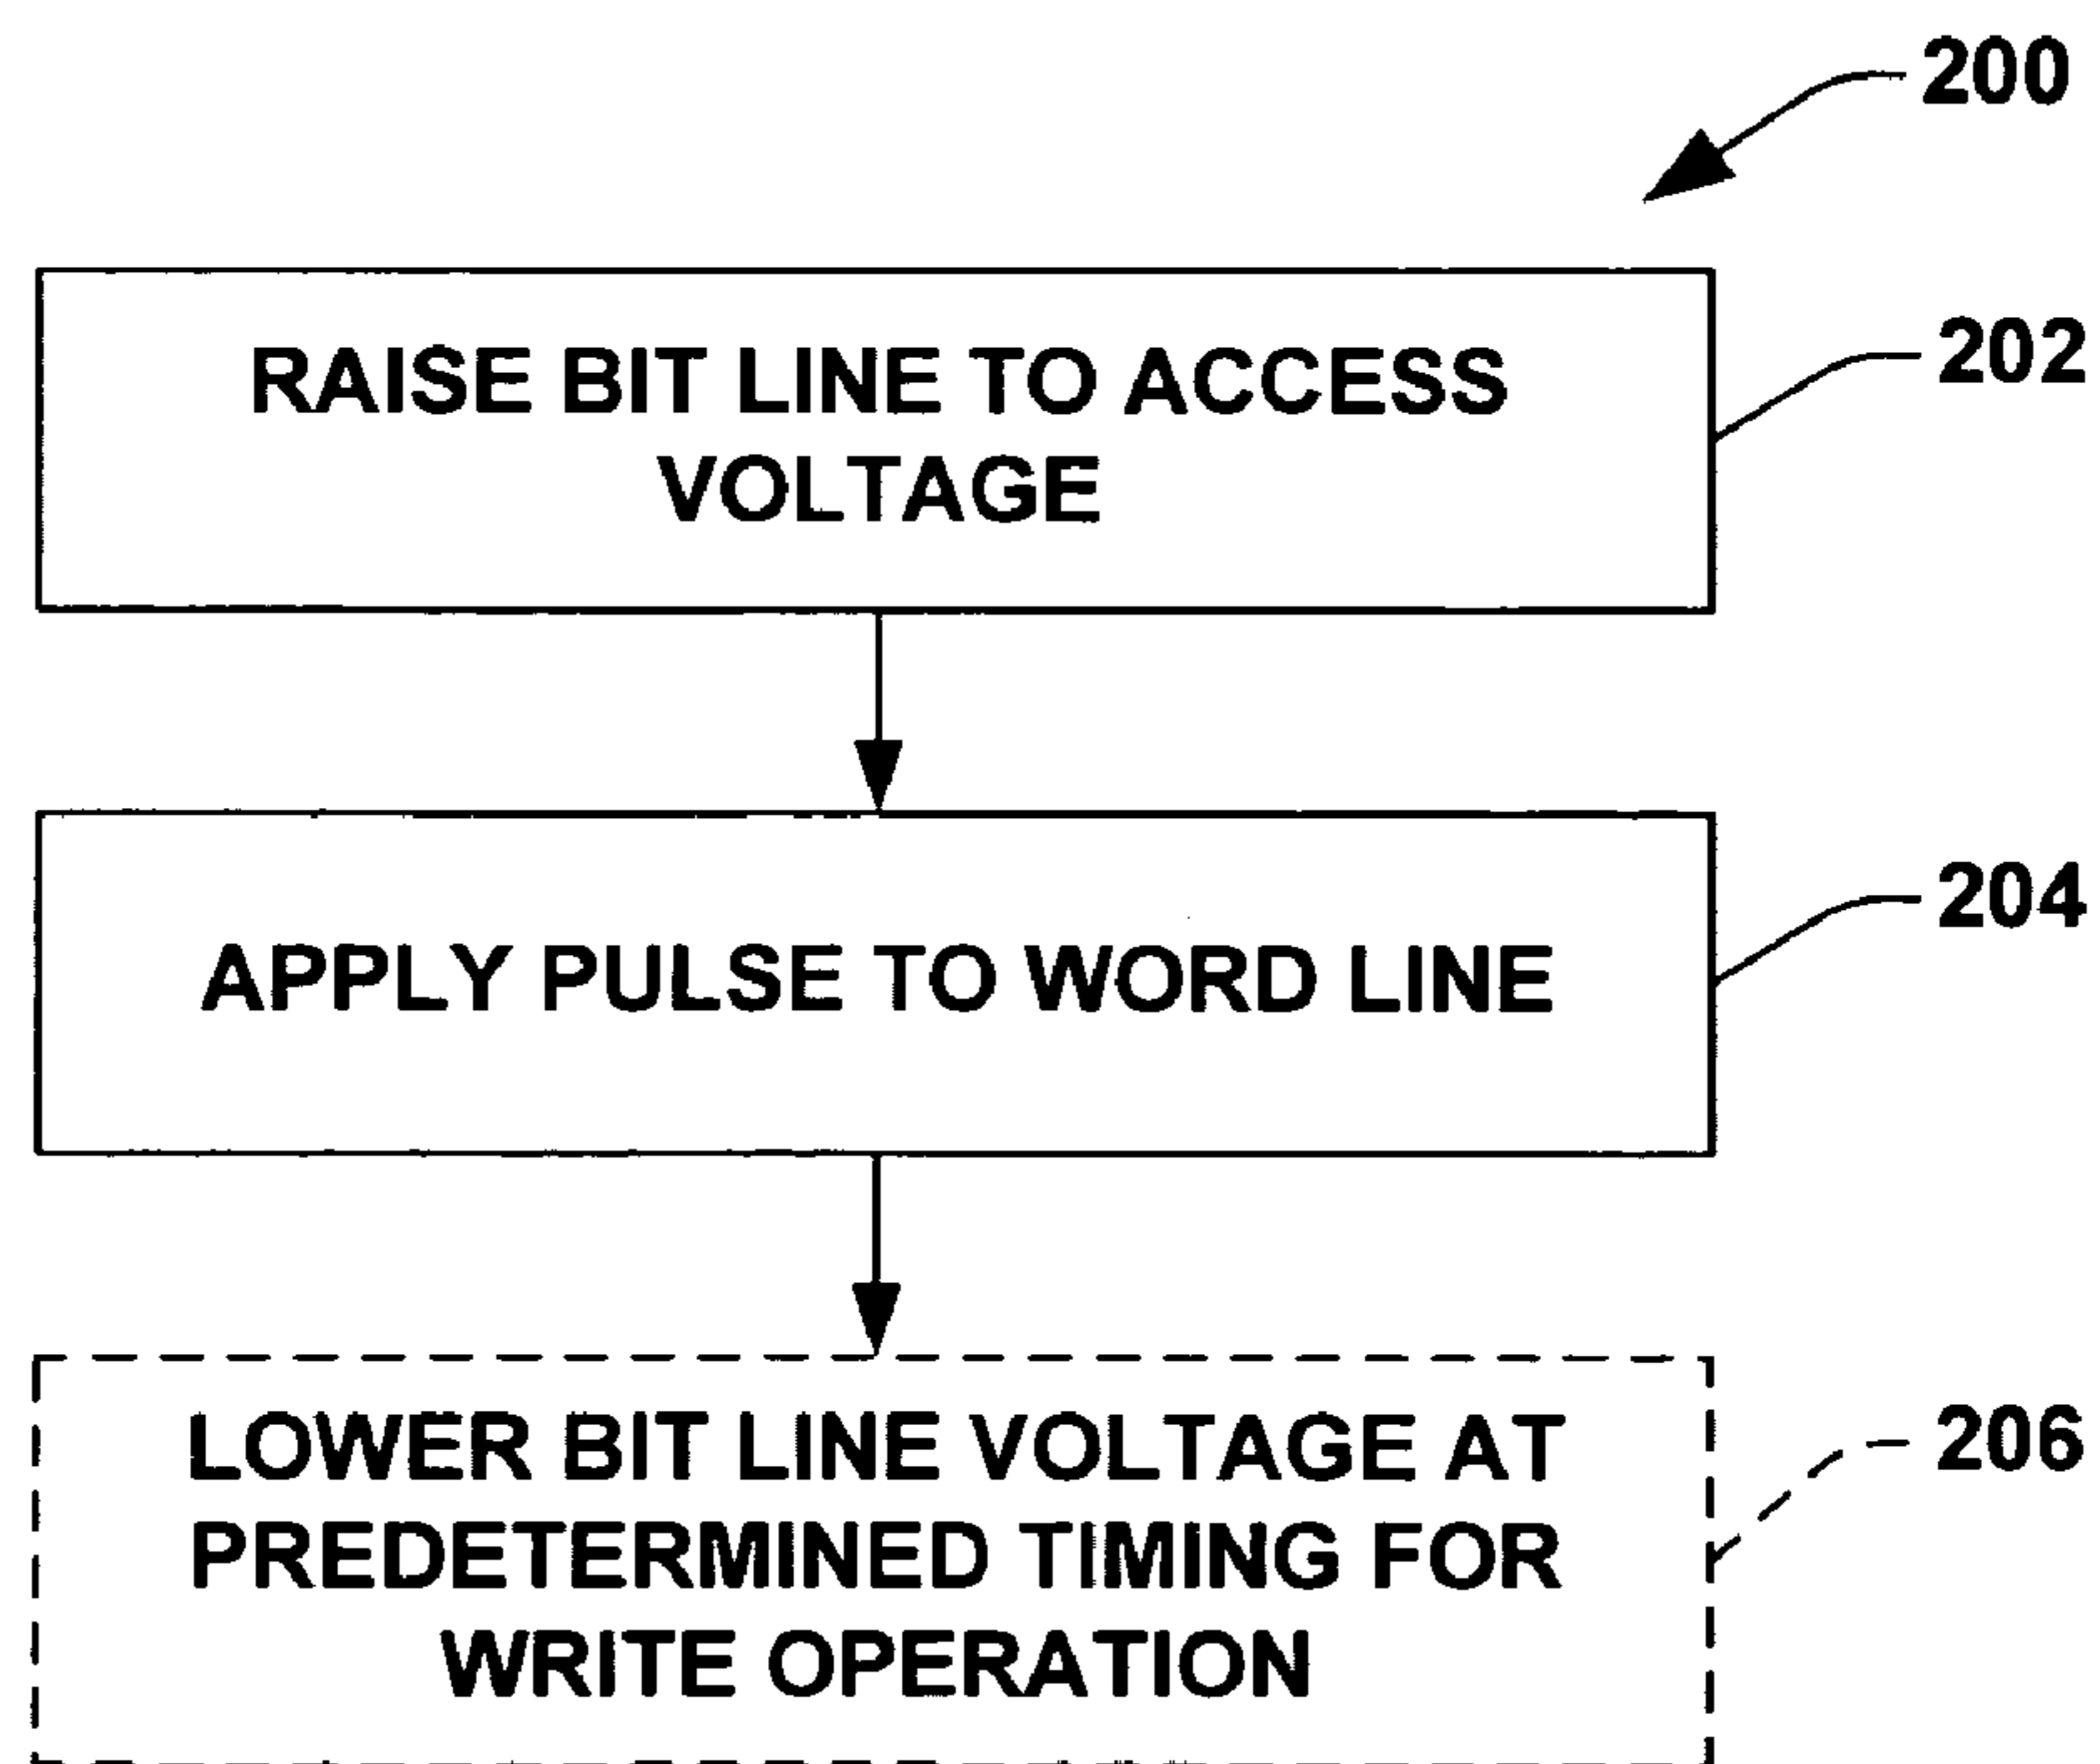 200
RAISE BIT LINE TO ACCESS
VOLTAGE
202
APPLY PULSE TO WORD LINE
204
LOWER BIT LINE VOLTAGE AT
PREDETERMINED TIMING FOR
WRITE OPERATION
206